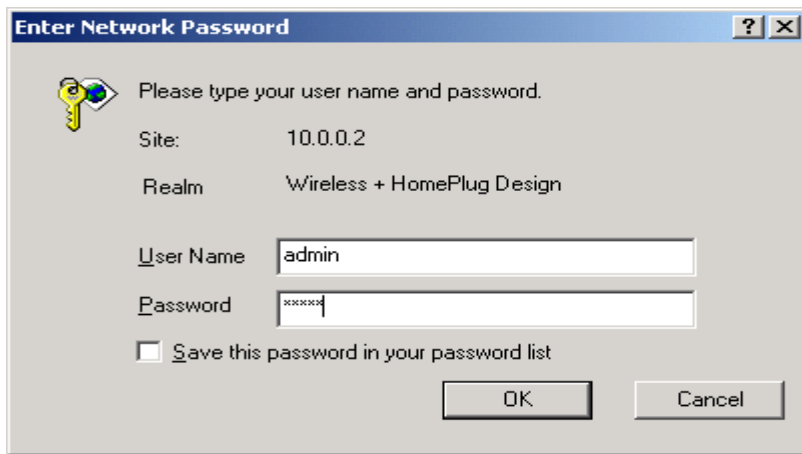 Enter Network Password
Please type your user name and password.
Site: 10.0.0.2
Realm Wireless + HomePlug Design
User Name admin
Password *****
Save this password in your password list
OK Cancel